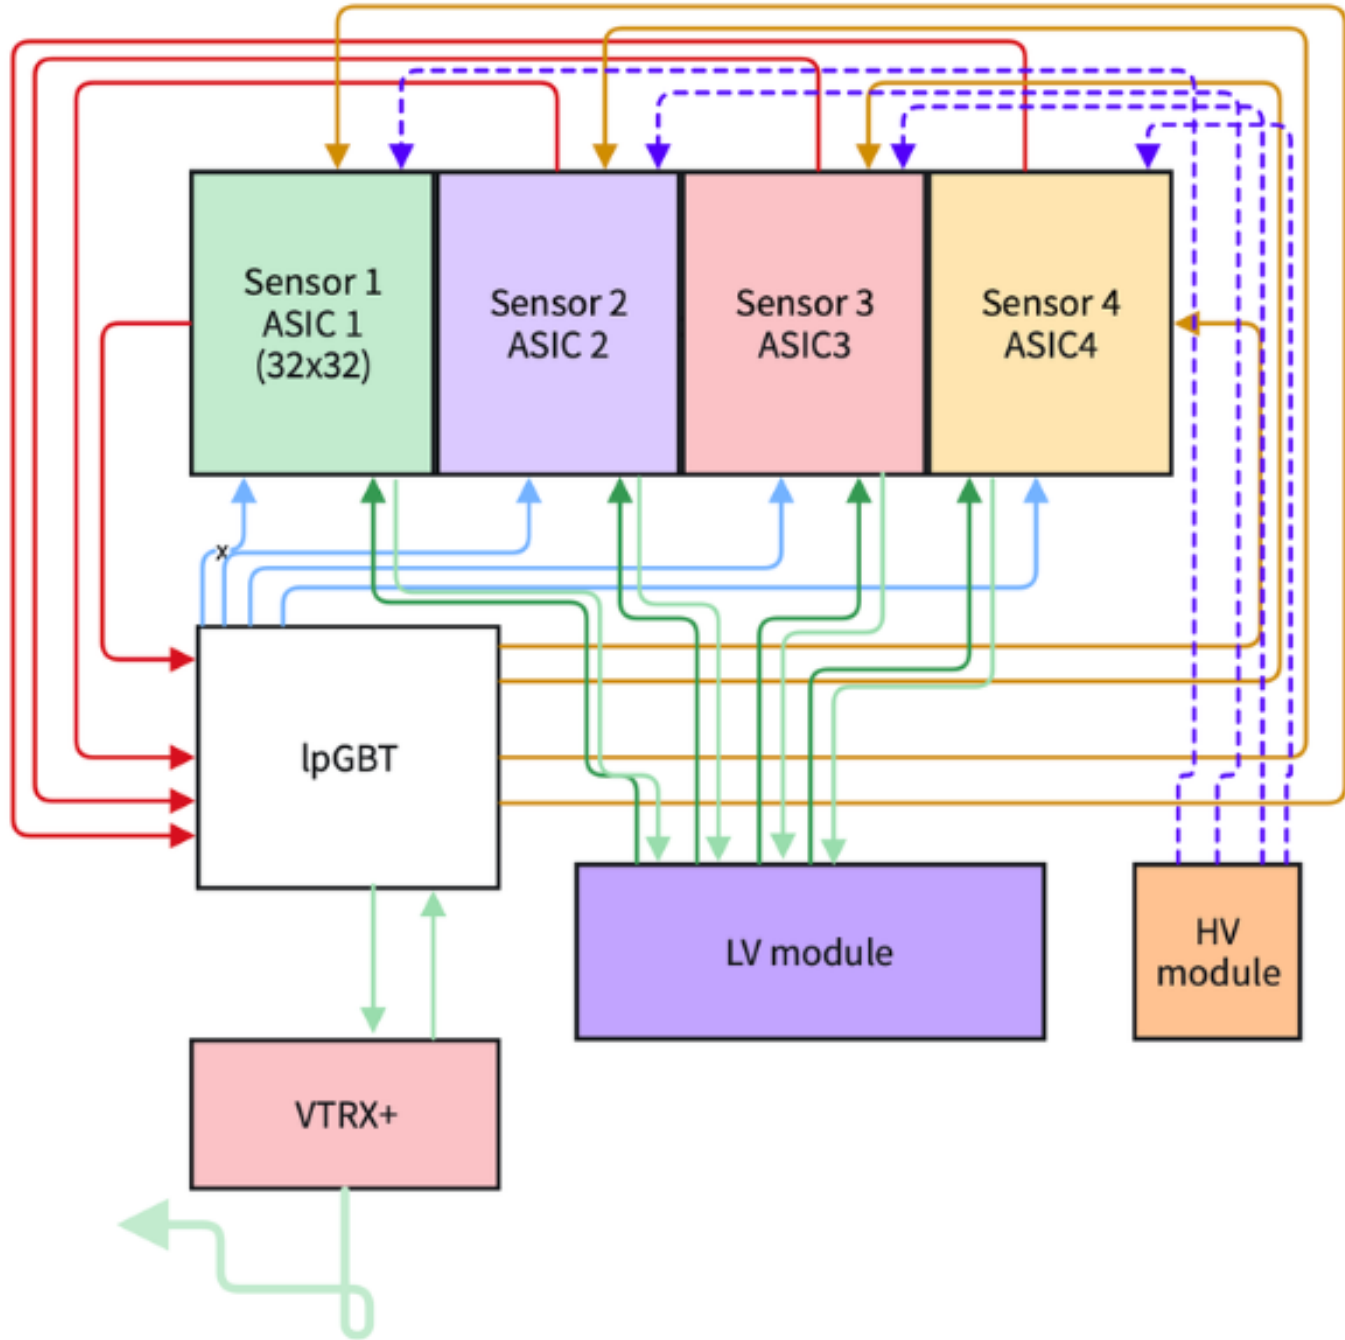 Sensor 1
ASIC 1
(32x32)
Sensor 2
ASIC 2
Sensor 3
ASIC3
Sensor 4
ASIC4
x
lpGBT
LV module
HV
module
VTRX+